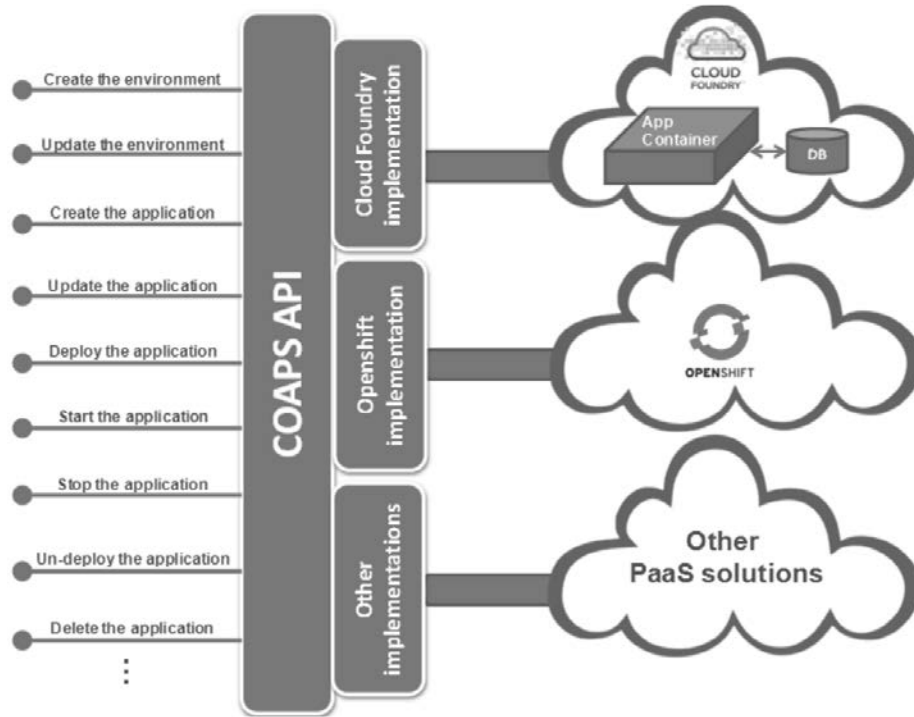 Create the environment
Update the environment
Create the application
Update the application
Deploy the application
Start the application
Stop the application
Un-deploy the application
Delete the application
COAPS API
Cloud Foundry
implementation
Openshift
implementation
Other
implementations
CLOUD
FOUNDRY
App
Container
DB
OPENSHIFT
Other
PaaS solutions